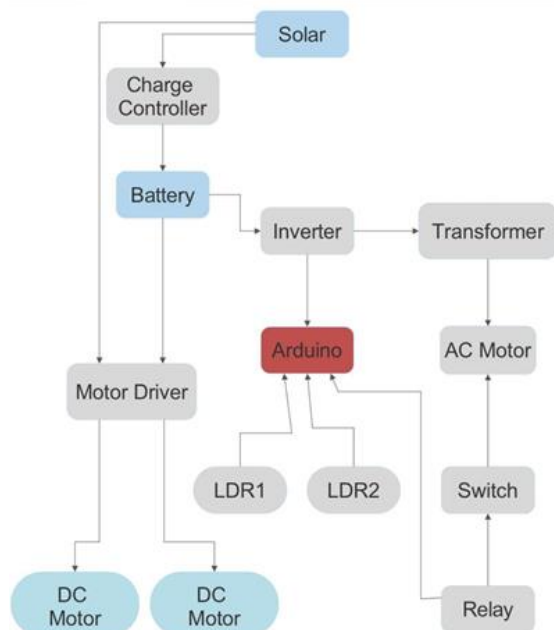 Solar
Charge
Controller
Battery
Inverter
Transformer
Arduino
AC Motor
Motor Driver
LDR1
LDR2
Switch
DC
Motor
DC
Motor
Relay